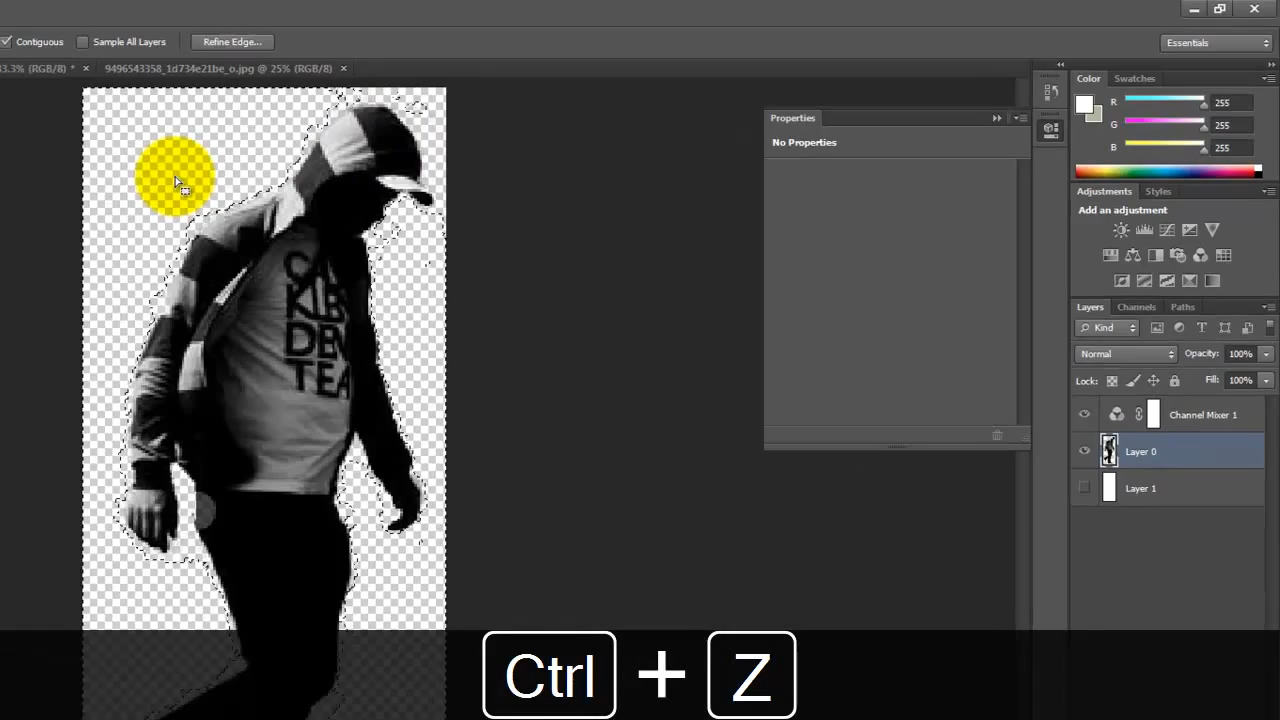 Contiguous Sample All Layers Refine Edge... Essentials
3.3% (RGB/8) * × 9496543358_1d734e21be_o.jpg @ 25% (RGB/8) ×
Color Swatches
R 255
G 255
B 255
Properties
No Properties
Adjustments Styles
Add an adjustment
Layers Channels Paths
Kind
Normal Opacity: 100%
Lock: Fill: 100%
Channel Mixer 1
Layer 0
Layer 1
DEN
TEA
Ctrl + Z